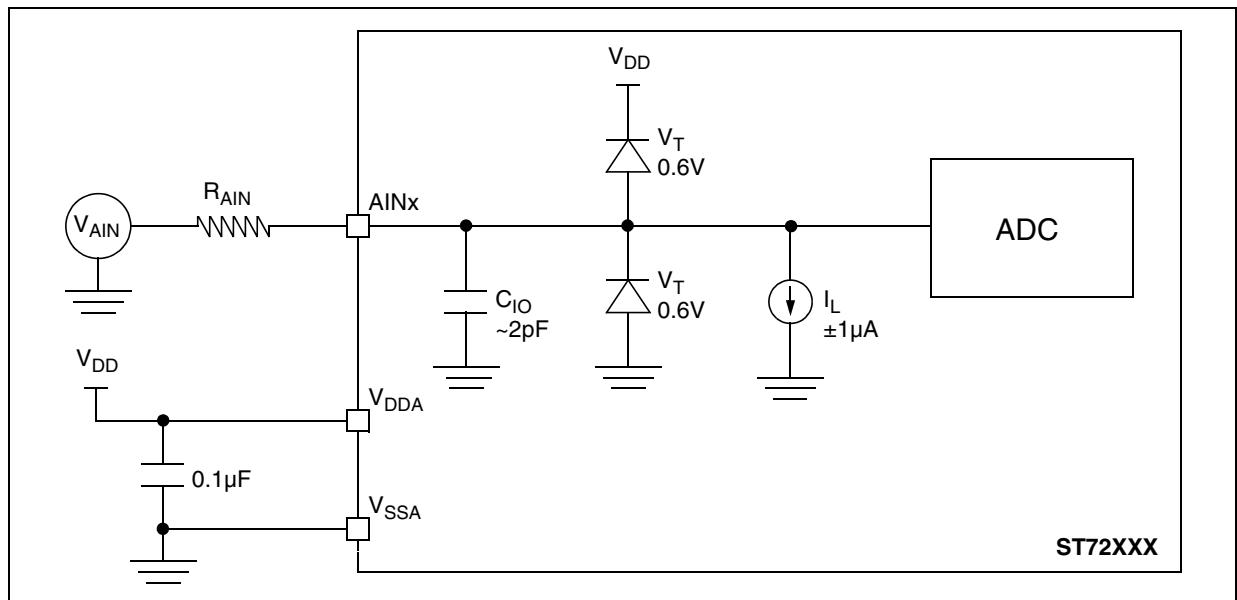 V_DD
V_T
0.6V
R_AIN
AINx
V_AIN
ADC
C_IO
~2pF
V_T
0.6V
I_L
±1µA
V_DD
V_DDA
0.1µF
V_SSA
ST72XXX